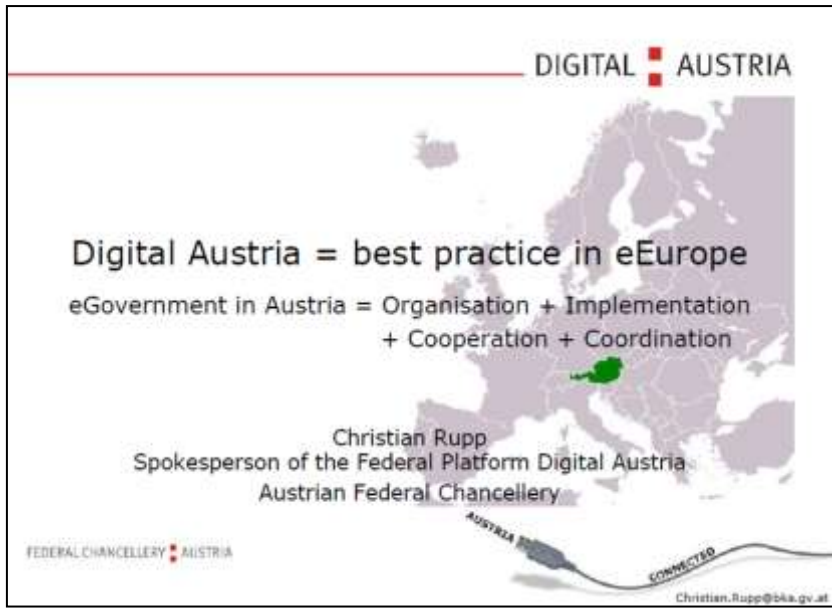 DIGITAL AUSTRIA
Digital Austria = best practice in eEurope
eGovernment in Austria = Organisation + Implementation
+ Cooperation + Coordination
Christian Rupp
Spokesperson of the Federal Platform Digital Austria
Austrian Federal Chancellery
AUSTRIA
CONNECTED
FEDERAL CHANCELLERY AUSTRIA
Christian.Rupp@bka.gv.at